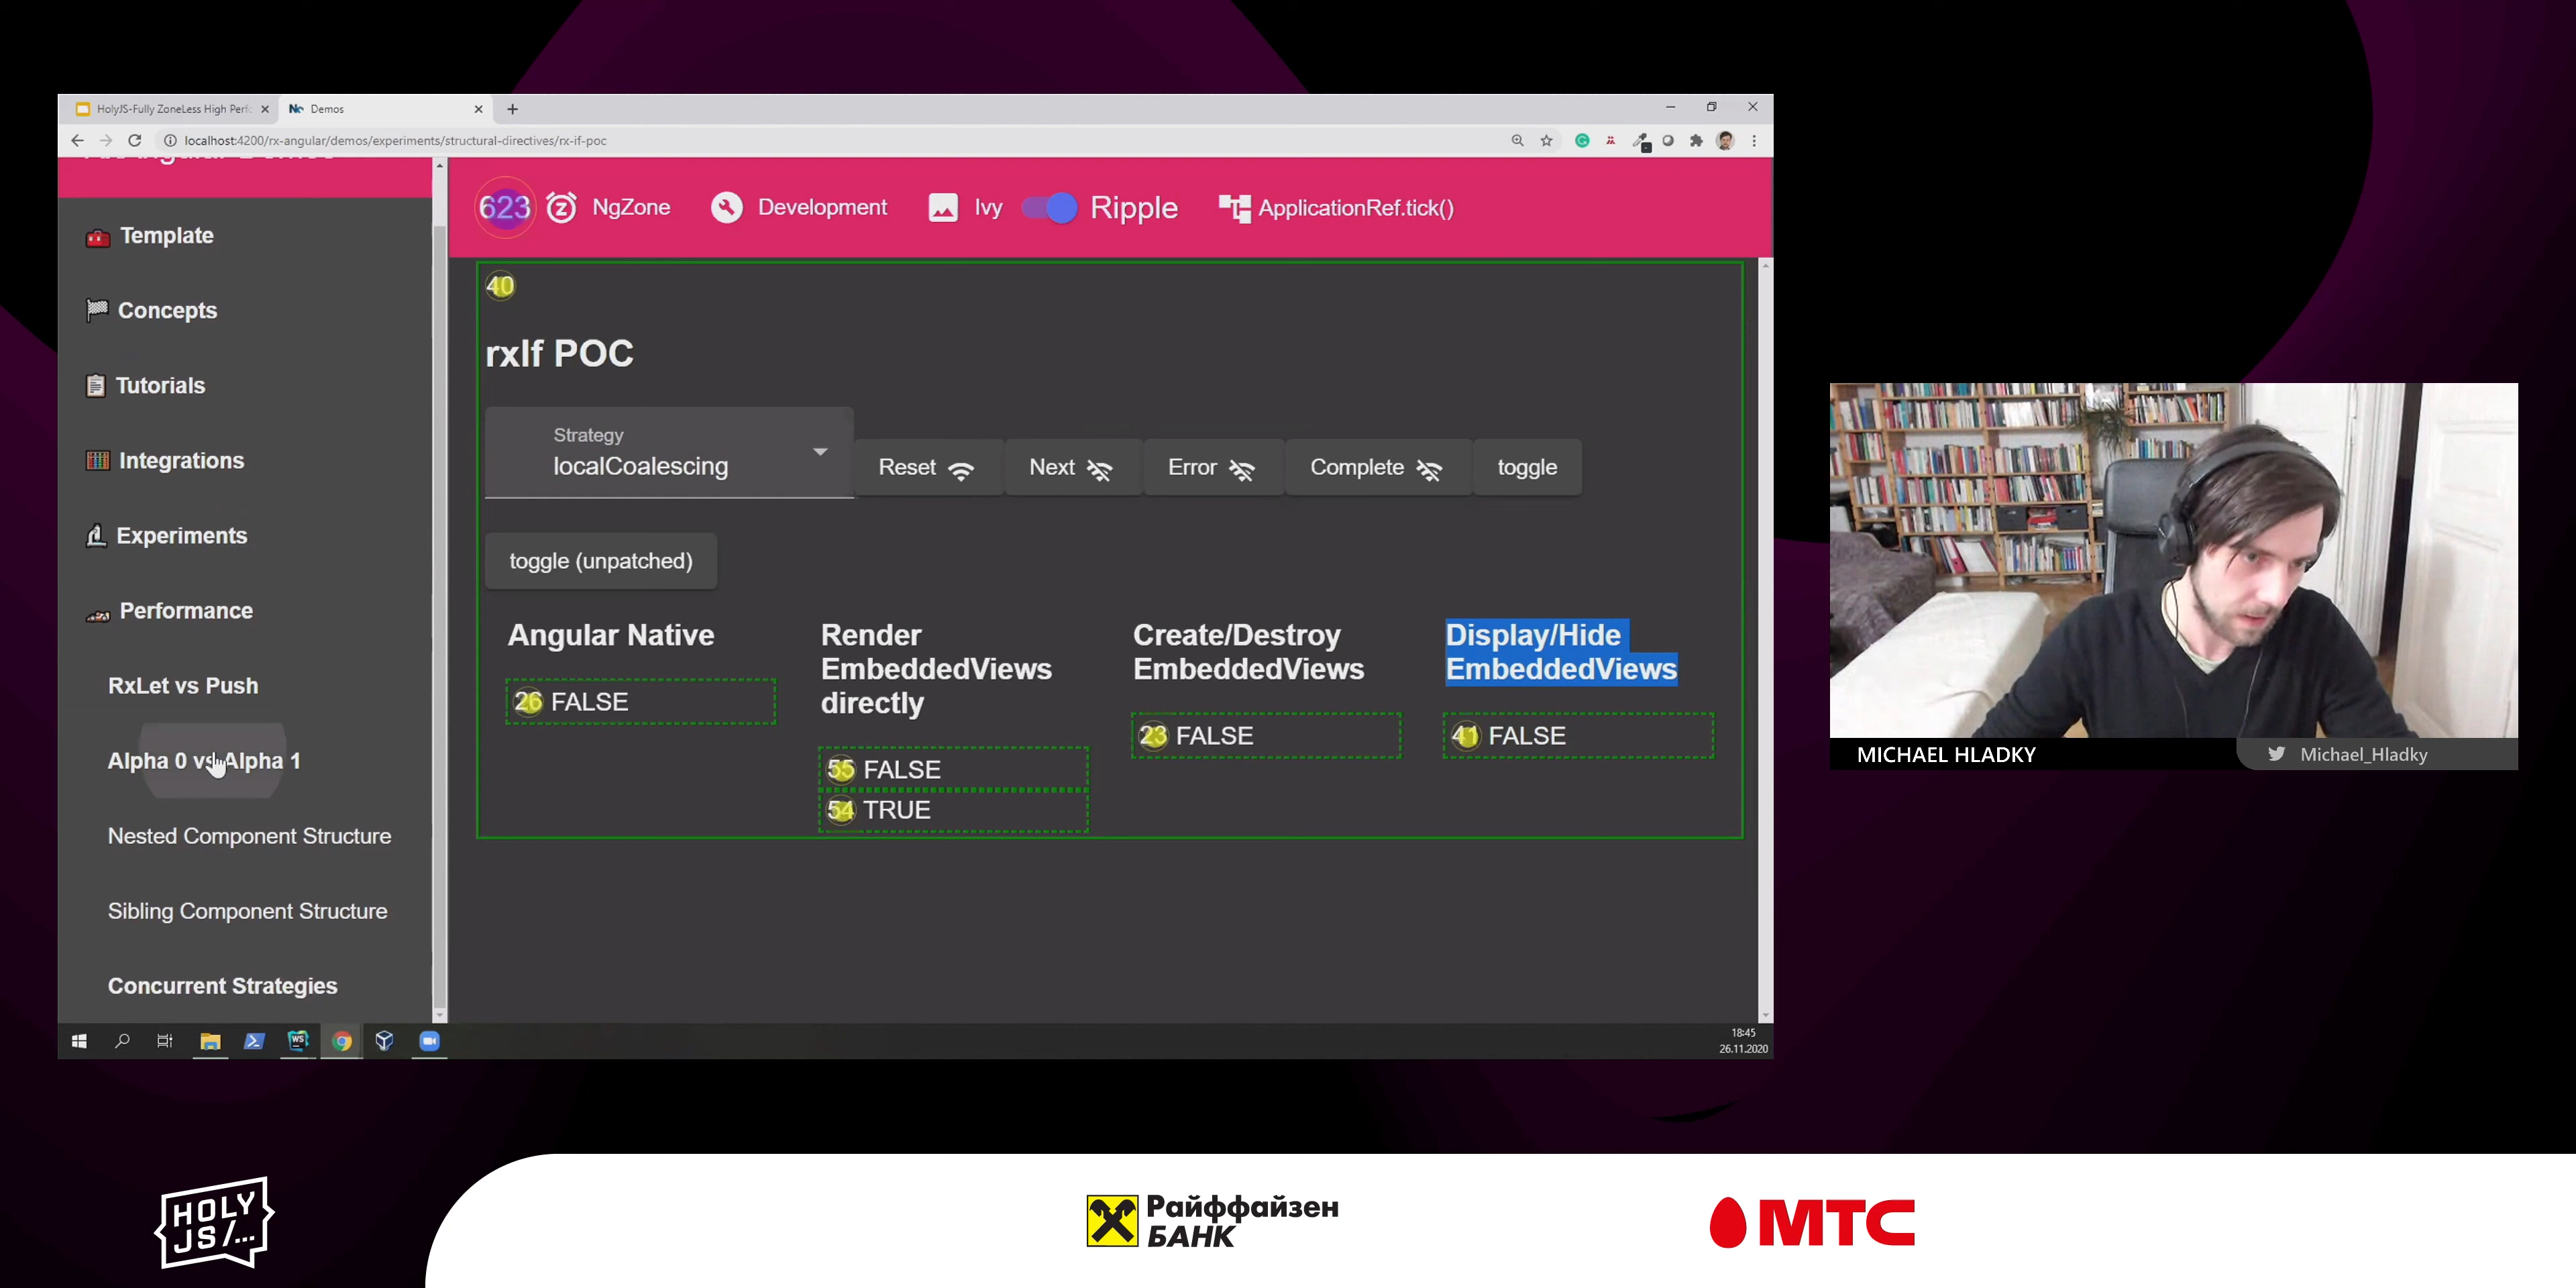 HolyJS-Fully ZoneLess High Perf
Demos
localhost:4200/rx-angular/demos/experiments/structural-directives/rx-if-poc
623 NgZone Development Ivy Ripple ApplicationRef.tick()
Template
Concepts
Tutorials
Integrations
Experiments
Performance
RxLet vs Push
Alpha 0 vs Alpha 1
Nested Component Structure
Sibling Component Structure
Concurrent Strategies
40
rxIf POC
Strategy
localCoalescing
Reset Next Error Complete toggle
toggle (unpatched)
Angular Native
26 FALSE
Render
EmbeddedViews
directly
55 FALSE
54 TRUE
Create/Destroy
EmbeddedViews
23 FALSE
Display/Hide
EmbeddedViews
41 FALSE
WS
18:45
26.11.2020
MICHAEL HLADKY
Michael_Hladky
HOLY
JS/...
Райффайзен
БАНК
МТС